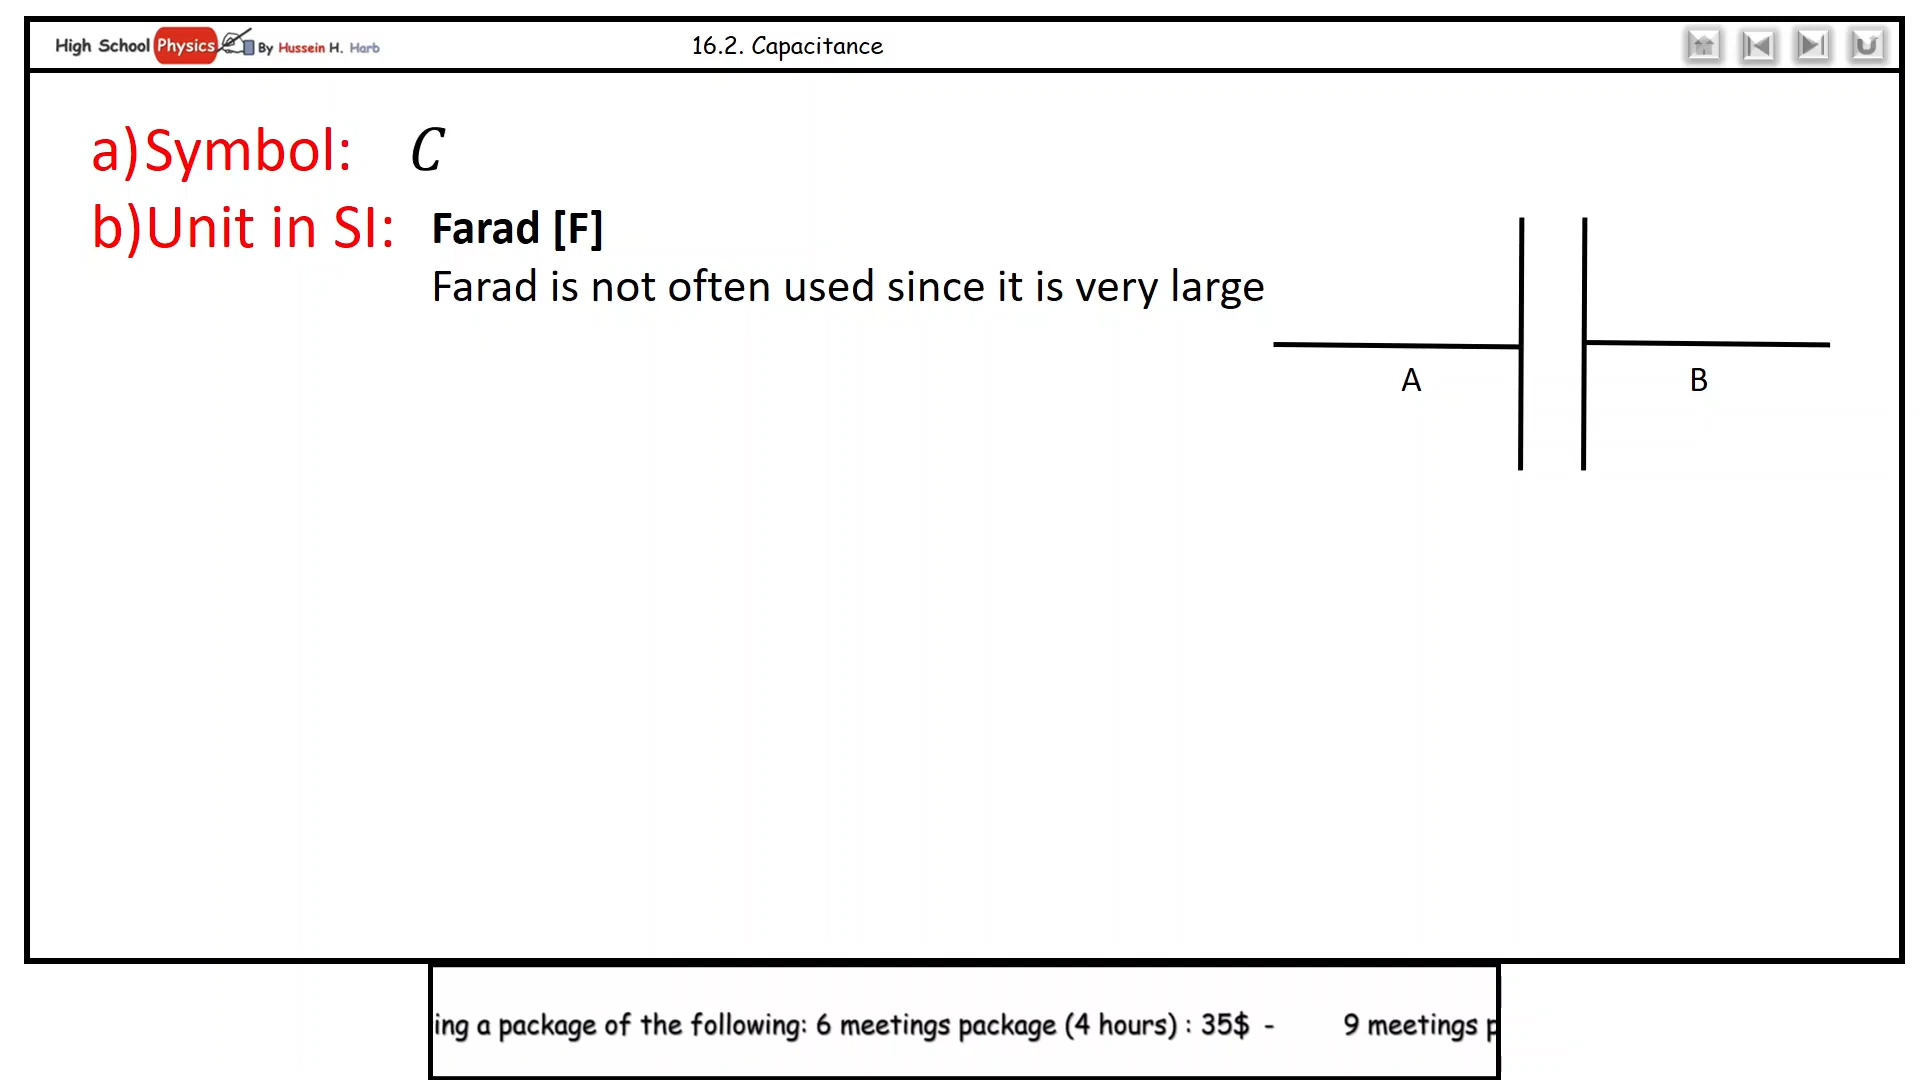 High School Physics By Hussein H. Harb
16.2. Capacitance
a) Symbol: C
b) Unit in SI: Farad [F]
Farad is not often used since it is very large
A
B
ing a package of the following: 6 meetings package (4 hours) : 35$ - 9 meetings